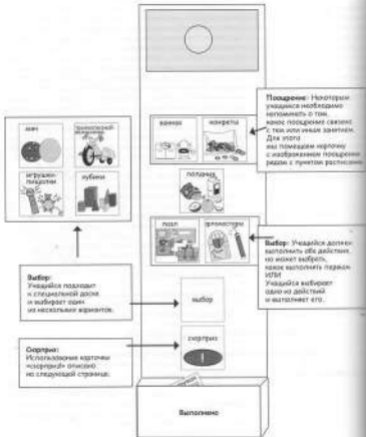 мяч
трехколесный велосипед
игрушки-
пищалки
кубики
ванная
конфеты
полдник
пазл
фломастеры
выбор
сюрприз
Выполнено
Поощрение: Некоторым
учащимся необходимо
напоминать о том,
какое поощрение связано
с тем или иным занятием.
Для этого
мы помещаем карточку
с изображением поощрения
рядом с пунктом расписания
Выбор: Учащийся должен
выполнить оба действия,
но может выбрать,
какое выполнить первым
ИЛИ
Учащийся выбирает
одно из действий
и выполняет его.
Выбор:
Учащийся подходит
к специальной доске
и выбирает один
из нескольких вариантов.
Сюрприз:
Использование карточки
«сюрприз» описано
на следующей странице.